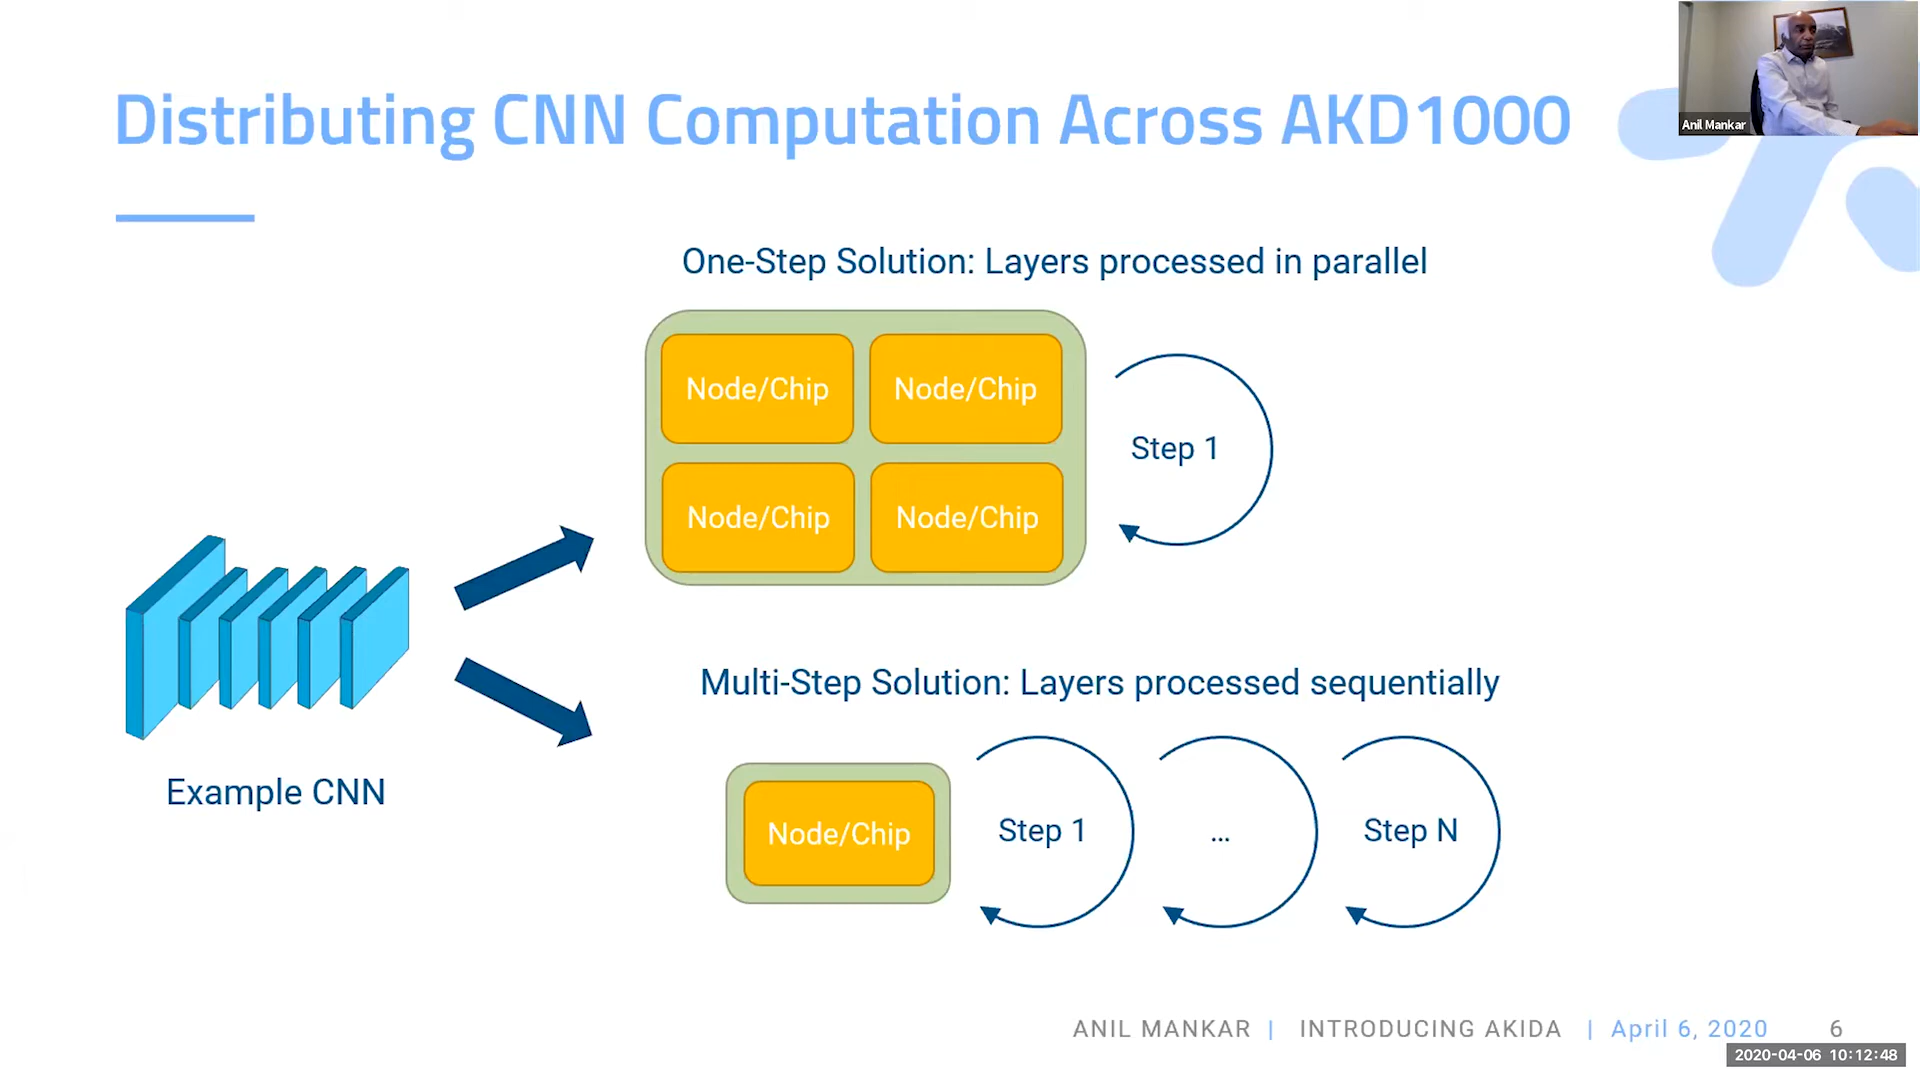 Anil Mankar
Distributing CNN Computation Across AKD1000
One-Step Solution: Layers processed in parallel
Node/Chip
Node/Chip
Step 1
Node/Chip
Node/Chip
Example CNN
Multi-Step Solution: Layers processed sequentially
Node/Chip
Step 1
...
Step N
ANIL MANKAR | INTRODUCING AKIDA | April 6, 2020 6
2020-04-06 10:12:48